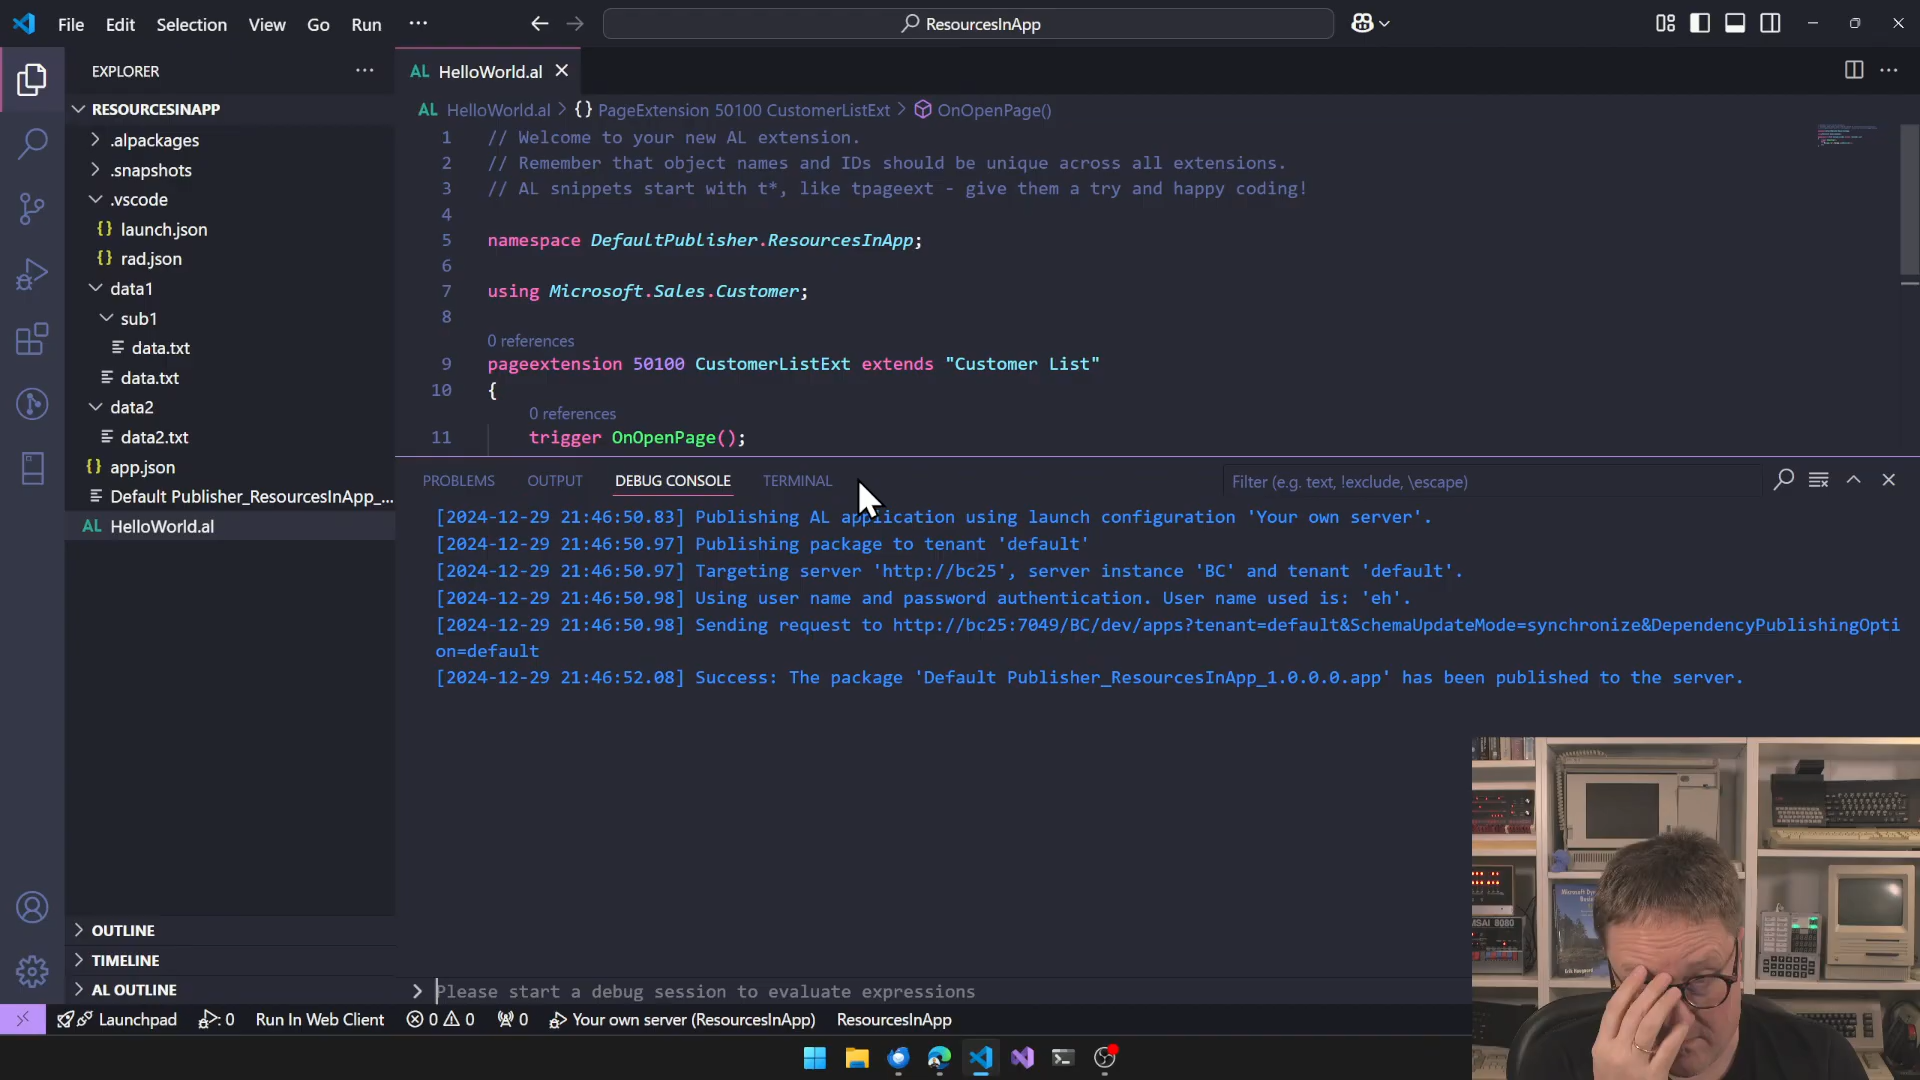 File Edit Selection View Go Run ···
ResourcesInApp
EXPLORER
RESOURCESINAPP
.alpackages
.snapshots
.vscode
{} launch.json
{} rad.json
data1
sub1
data.txt
data.txt
data2
data2.txt
{} app.json
Default Publisher_ResourcesInApp_...
AL HelloWorld.al
OUTLINE
TIMELINE
AL OUTLINE
AL HelloWorld.al
AL HelloWorld.al > {} PageExtension 50100 CustomerListExt > OnOpenPage()
1 // Welcome to your new AL extension.
2 // Remember that object names and IDs should be unique across all extensions.
3 // AL snippets start with t*, like tpageext - give them a try and happy coding!
4
5 namespace DefaultPublisher.ResourcesInApp;
6
7 using Microsoft.Sales.Customer;
8
0 references
9 pageextension 50100 CustomerListExt extends "Customer List"
10 {
0 references
11 trigger OnOpenPage();
PROBLEMS OUTPUT DEBUG CONSOLE TERMINAL
Filter (e.g. text, !exclude, \escape)
[2024-12-29 21:46:50.83] Publishing AL application using launch configuration 'Your own server'.
[2024-12-29 21:46:50.97] Publishing package to tenant 'default'
[2024-12-29 21:46:50.97] Targeting server 'http://bc25', server instance 'BC' and tenant 'default'.
[2024-12-29 21:46:50.98] Using user name and password authentication. User name used is: 'eh'.
[2024-12-29 21:46:50.98] Sending request to http://bc25:7049/BC/dev/apps?tenant=default&SchemaUpdateMode=synchronize&DependencyPublishingOpti
on=default
[2024-12-29 21:46:52.08] Success: The package 'Default Publisher_ResourcesInApp_1.0.0.0.app' has been published to the server.
> Please start a debug session to evaluate expressions
Launchpad 0 Run In Web Client 0 0 0 Your own server (ResourcesInApp) ResourcesInApp